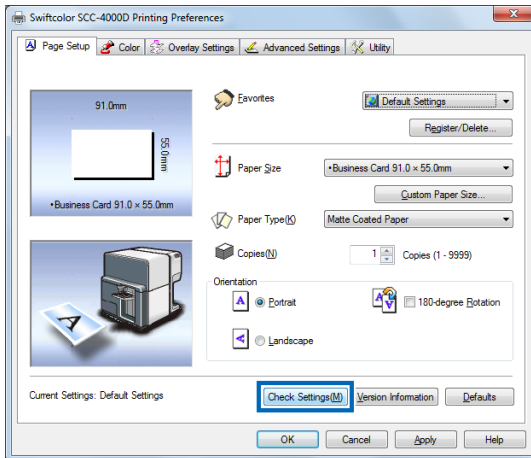 Swiftcolor SCC-4000D Printing Preferences
Page Setup Color Overlay Settings Advanced Settings Utility
91.0mm
55.0mm
•Business Card 91.0 × 55.0mm
Favorites Default Settings
Register/Delete...
Paper Size •Business Card 91.0 × 55.0mm
Custom Paper Size...
Paper Type(K) Matte Coated Paper
Copies(N) 1 Copies (1 - 9999)
Orientation
A Portrait 180-degree Rotation
A Landscape
A
Current Settings: Default Settings Check Settings(M) Version Information Defaults
OK Cancel Apply Help